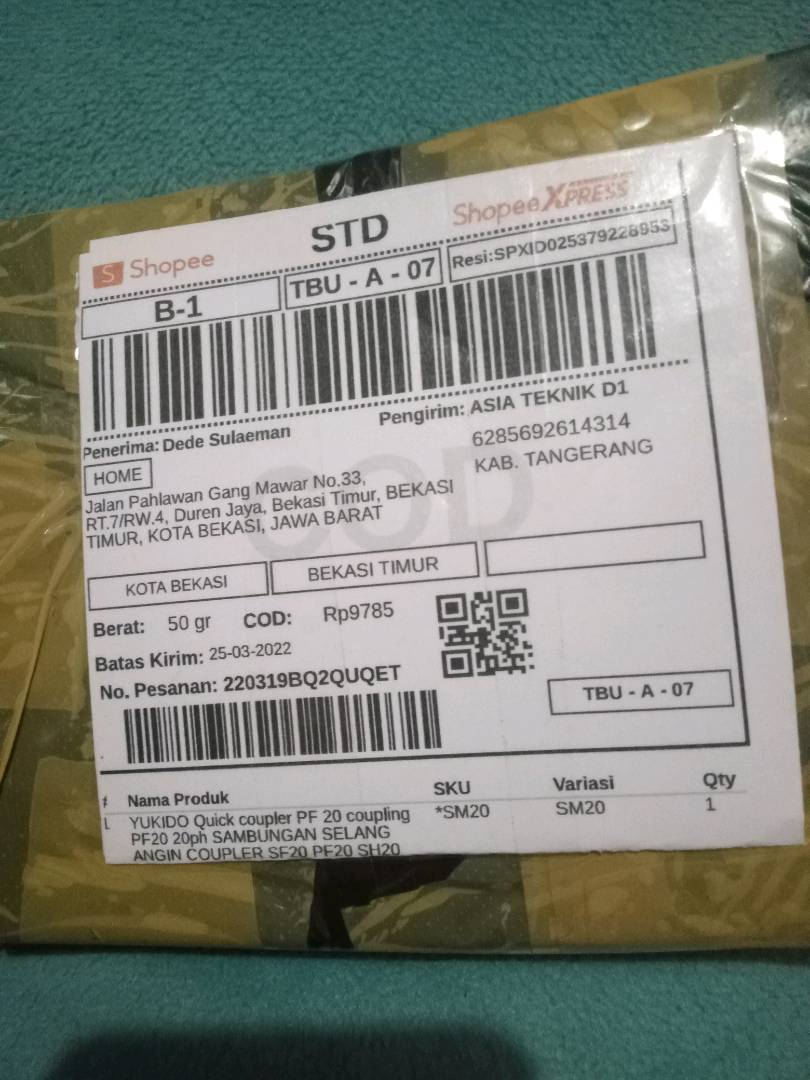 Shopee
STD
Shopee XPRESS
B-1
TBU - A - 07
Resi:SPXID025379228953
Penerima: Dede Sulaeman
Pengirim: ASIA TEKNIK D1
HOME
6285692614314
KAB. TANGERANG
Jalan Pahlawan Gang Mawar No.33,
RT.7/RW.4, Duren Jaya, Bekasi Timur, BEKASI
TIMUR, KOTA BEKASI, JAWA BARAT
COD
KOTA BEKASI
BEKASI TIMUR
Berat: 50 gr COD: Rp9785
Batas Kirim: 25-03-2022
No. Pesanan: 220319BQ2QUQET
TBU - A - 07
# Nama Produk SKU Variasi Qty
YUKIDO Quick coupler PF 20 coupling *SM20 SM20 1
PF20 20ph SAMBUNGAN SELANG
ANGIN COUPLER SF20 PF20 SH20